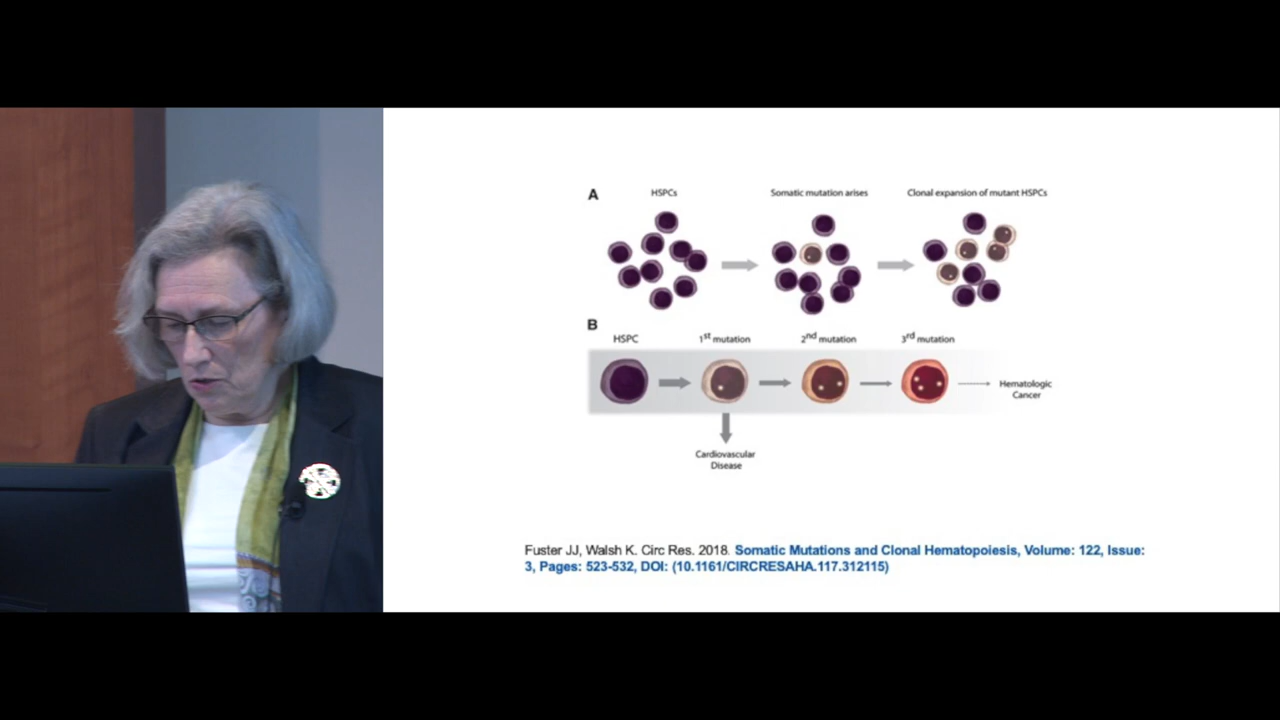 A
HSPCs
Somatic mutation arises
Clonal expansion of mutant HSPCs
B
HSPC
1st mutation
2nd mutation
3rd mutation
Hematologic
Cancer
Cardiovascular
Disease
Fuster JJ, Walsh K. Circ Res. 2018. Somatic Mutations and Clonal Hematopoiesis, Volume: 122, Issue:
3, Pages: 523-532, DOI: (10.1161/CIRCRESAHA.117.312115)